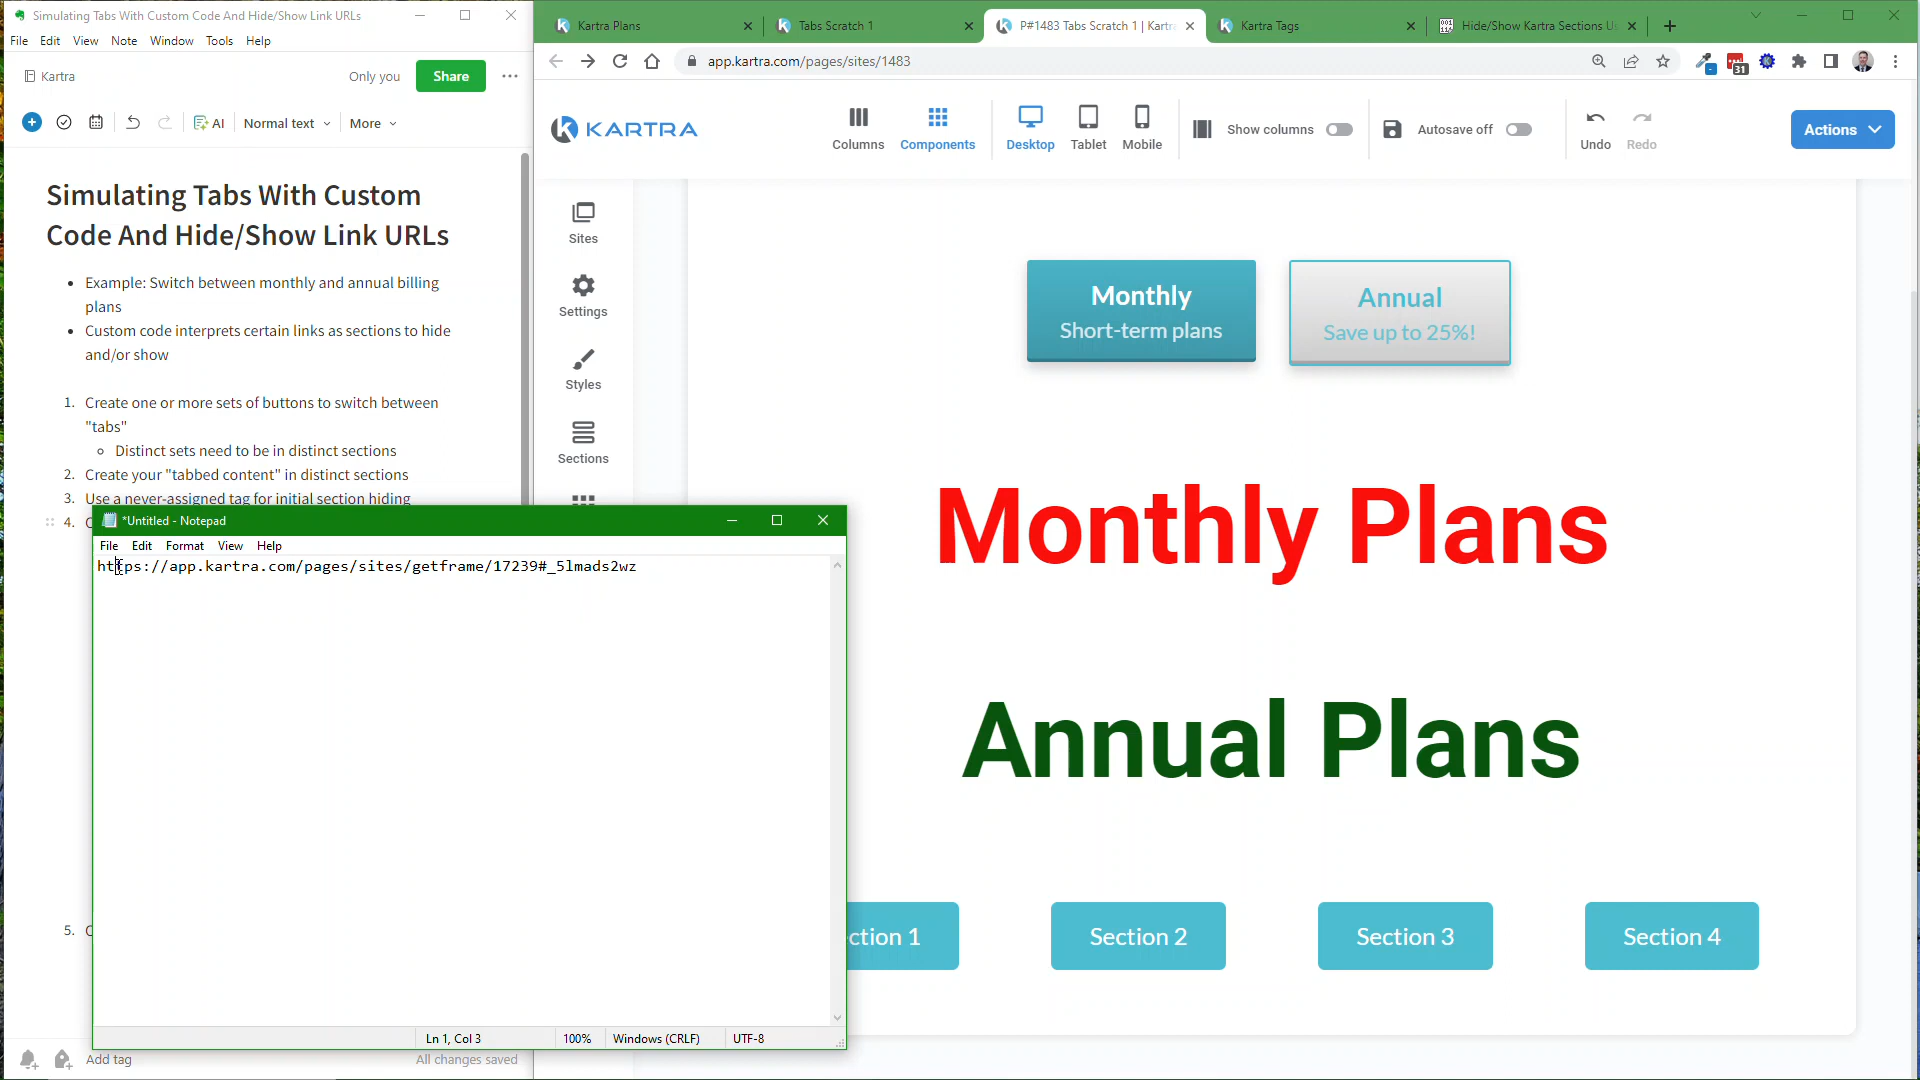 Simulating Tabs With Custom Code And Hide/Show Link URLs
File Edit View Note Window Tools Help
Kartra
Only you
Share
AI
Normal text
More
Simulating Tabs With Custom
Code And Hide/Show Link URLs
Example: Switch between monthly and annual billing
plans
Custom code interprets certain links as sections to hide
and/or show
1. Create one or more sets of buttons to switch between
"tabs"
Distinct sets need to be in distinct sections
2. Create your "tabbed content" in distinct sections
3. Use a never-assigned tag for initial section hiding
4.
5.
Add tag
All changes saved
*Untitled - Notepad
File Edit Format View Help
https://app.kartra.com/pages/sites/getframe/17239#_5lmads2wz
Ln 1, Col 3
100%
Windows (CRLF)
UTF-8
Kartra Plans
Tabs Scratch 1
P#1483 Tabs Scratch 1 | Kartr
Kartra Tags
Hide/Show Kartra Sections U
app.kartra.com/pages/sites/1483
31
KARTRA
Columns
Components
Desktop
Tablet
Mobile
Show columns
Autosave off
Undo
Redo
Actions
Sites
Settings
Styles
Sections
Monthly
Short-term plans
Annual
Save up to 25%!
Monthly Plans
Annual Plans
ction 1
Section 2
Section 3
Section 4